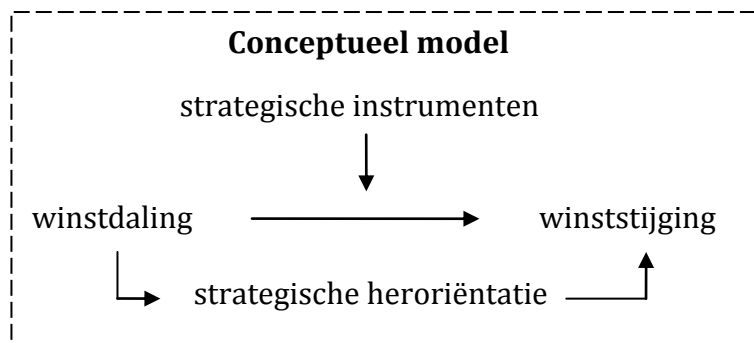 Conceptueel model
strategische instrumenten
winstdaling winststijging
strategische heroriëntatie